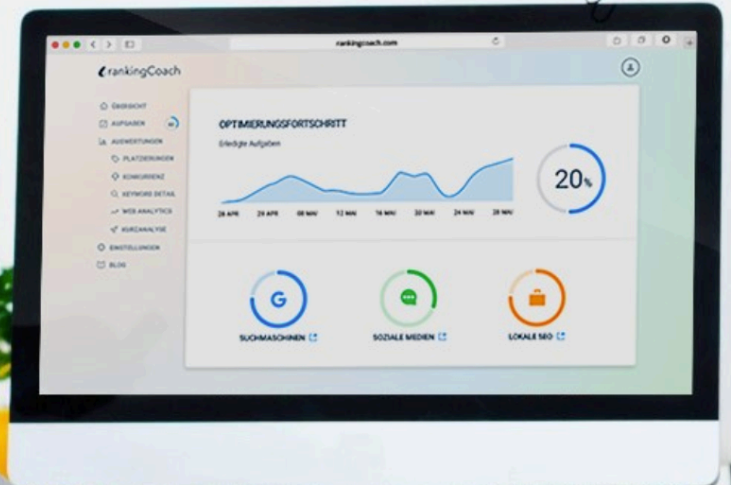 rankingcoach.com
rankingCoach
ÜBERSICHT
AUFGABEN
AUSWERTUNGEN
PLATZIERUNGEN
KONKURRENZ
KEYWORD DETAIL
WEB ANALYTICS
KURZANALYSE
EINSTELLUNGEN
BLOG
OPTIMIERUNGSFORTSCHRITT
Erledigte Aufgaben
20%
26 APR 29 APR 08 MAI 12 MAI 16 MAI 20 MAI 24 MAI 28 MAI
G
SUCHMASCHINEN
SOZIALE MEDIEN
LOKALE SEO